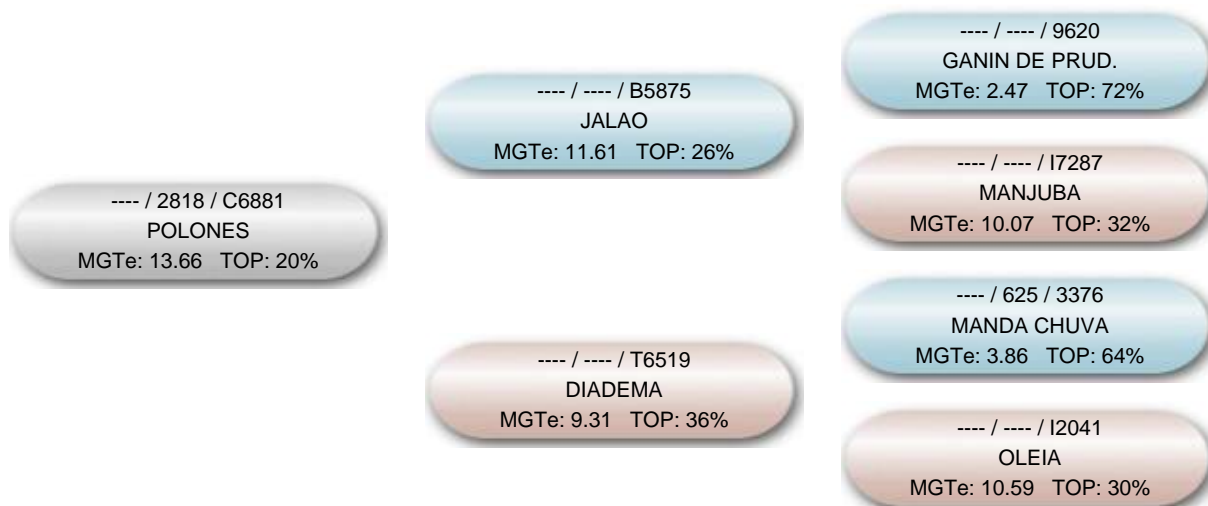 ---- / 2818 / C6881
POLONES
MGTe: 13.66 TOP: 20%
---- / ---- / B5875
JALAO
MGTe: 11.61 TOP: 26%
---- / ---- / T6519
DIADEMA
MGTe: 9.31 TOP: 36%
---- / ---- / 9620
GANIN DE PRUD.
MGTe: 2.47 TOP: 72%
---- / ---- / I7287
MANJUBA
MGTe: 10.07 TOP: 32%
---- / 625 / 3376
MANDA CHUVA
MGTe: 3.86 TOP: 64%
---- / ---- / I2041
OLEIA
MGTe: 10.59 TOP: 30%